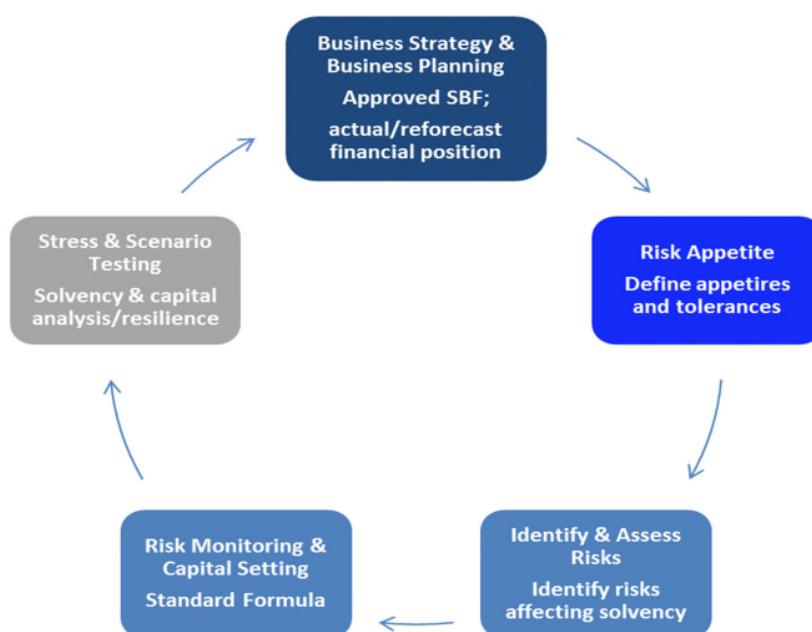 Business Strategy &
Business Planning
Approved SBF;
actual/reforecast
financial position
Risk Appetite
Define appetires
and tolerances
Identify & Assess
Risks
Identify risks
affecting solvency
Risk Monitoring &
Capital Setting
Standard Formula
Stress & Scenario
Testing
Solvency & capital
analysis/resilience